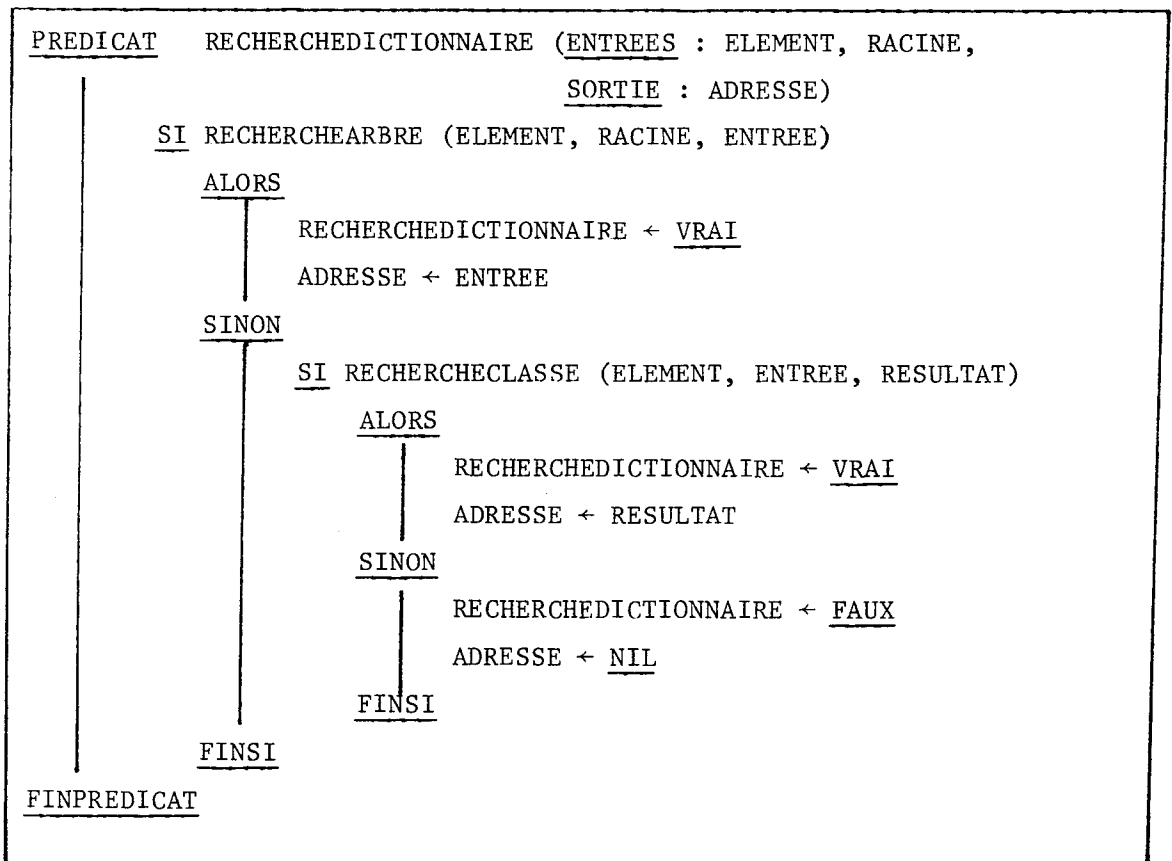 PREDICAT RECHERCHEDICTIONNAIRE (ENTREES : ELEMENT, RACINE,
SORTIE : ADRESSE)
SI RECHERCHEARBRE (ELEMENT, RACINE, ENTREE)
ALORS
RECHERCHEDICTIONNAIRE ← VRAI
ADRESSE ← ENTREE
SINON
SI RECHERCHECLASSE (ELEMENT, ENTREE, RESULTAT)
ALORS
RECHERCHEDICTIONNAIRE ← VRAI
ADRESSE ← RESULTAT
SINON
RECHERCHEDICTIONNAIRE ← FAUX
ADRESSE ← NIL
FINSI
FINSI
FINPREDICAT